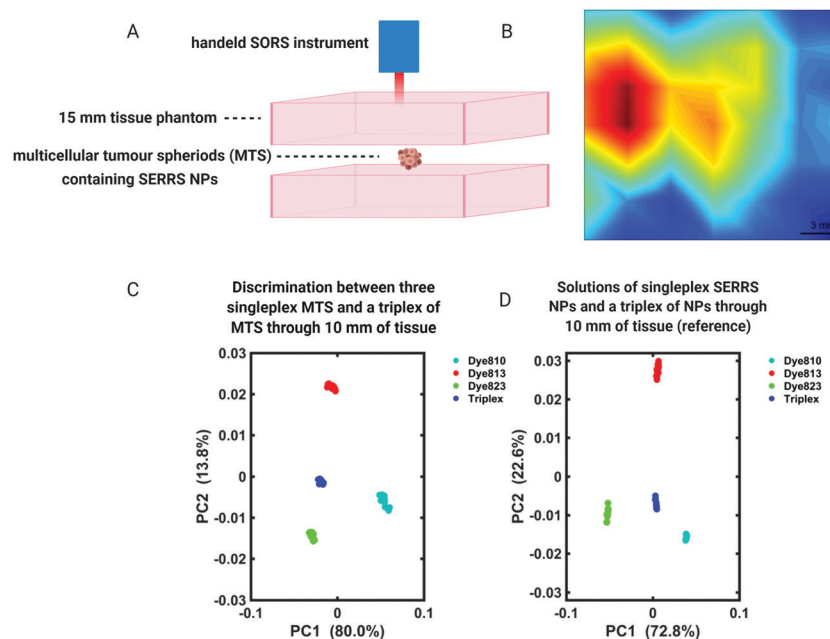 A
handeld SORS instrument
B
15 mm tissue phantom
multicellular tumour spheriods (MTS)
containing SERRS NPs
C
Discrimination between three
singleplex MTS and a triplex of
MTS through 10 mm of tissue
Dye810
Dye813
Dye823
Triplex
0.03
0.02
0.01
0
-0.01
-0.02
-0.03
PC2 (13.8%)
-0.1
0
0.1
PC1 (80.0%)
D
Solutions of singleplex SERRS
NPs and a triplex of NPs through
10 mm of tissue (reference)
Dye810
Dye813
Dye823
Triplex
0.03
0.02
0.01
0
-0.01
-0.02
-0.03
PC2 (22.6%)
-0.1
0
0.1
PC1 (72.8%)